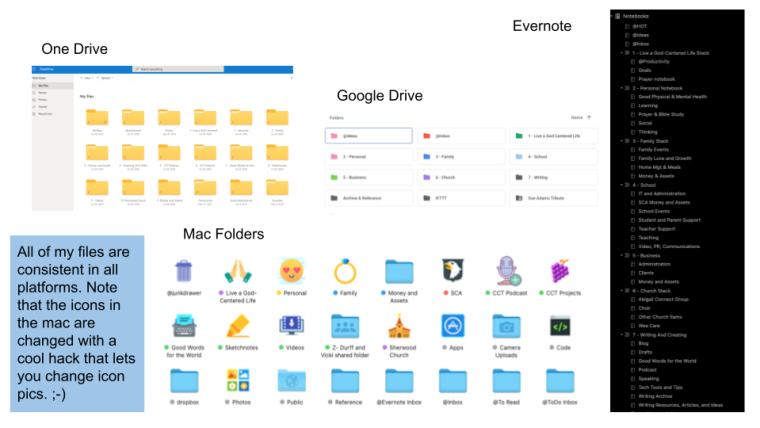 Evernote
One Drive
Google Drive
Folders
Name
@Ideas
@Inbox
1 - Live a God Centered Life
2 - Personal
3 - Family
4 - School
5 - Business
6 - Church
7 - Writing
Archive & Reference
IFTTT
Sue Adams Tribute
My files
Mac Folders
All of my files are
consistent in all
platforms. Note
that the icons in
the mac are
changed with a
cool hack that lets
you change icon
pics. ;-)
@junkdrawer
Live a God-
Centered Life
Personal
Family
Money and
Assets
SCA
CCT Podcast
CCT Projects
Good Words
for the World
Sketchnotes
Videos
Z- Durff and
Vicki shared folder
Sherwood
Church
Apps
Camera
Uploads
Code
dropbox
Photos
Public
Reference
@Evernote Inbox
@Inbox
@To Read
@ToDo Inbox
Notebooks
@HOT
@Ideas
@Inbox
1 - Live a God-Centered Life Stack
@Productivity
Goals
Prayer notebook
2 - Personal Notebook
Good Physical & Mental Health
Learning
Prayer & Bible Study
Social
Thinking
3 - Family Stack
Family Events
Family Love and Growth
Home Mgt & Meals
Money & Assets
4 - School
IT and Administration
SCA Money and Assets
School Events
Student and Parent Support
Teacher Support
Teaching
Video, PR, Communications
5 - Business
Administration
Clients
Money and Assets
6 - Church Stack
Abigail Connect Group
Choir
Other Church Items
Wee Care
7 - Writing And Creating
Blog
Drafts
Good Words for the World
Podcast
Speaking
Tech Tools and Tips
Writing Archive
Writing Resources, Articles, and Ideas